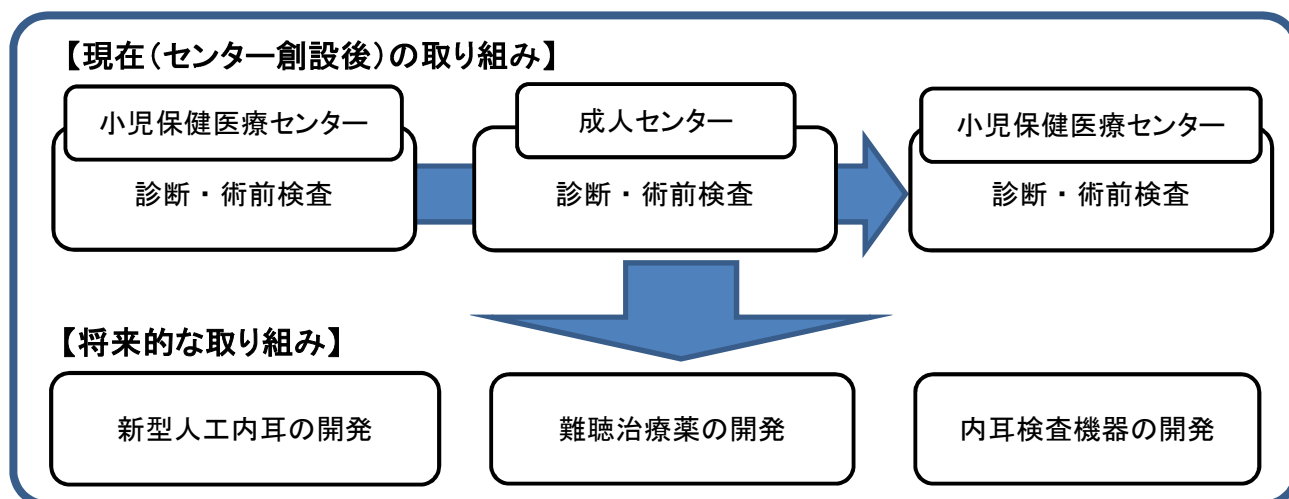 【現在(センター創設後)の取り組み】
小児保健医療センター
成人センター
小児保健医療センター
診断・術前検査
診断・術前検査
診断・術前検査
【将来的な取り組み】
新型人工内耳の開発
難聴治療薬の開発
内耳検査機器の開発